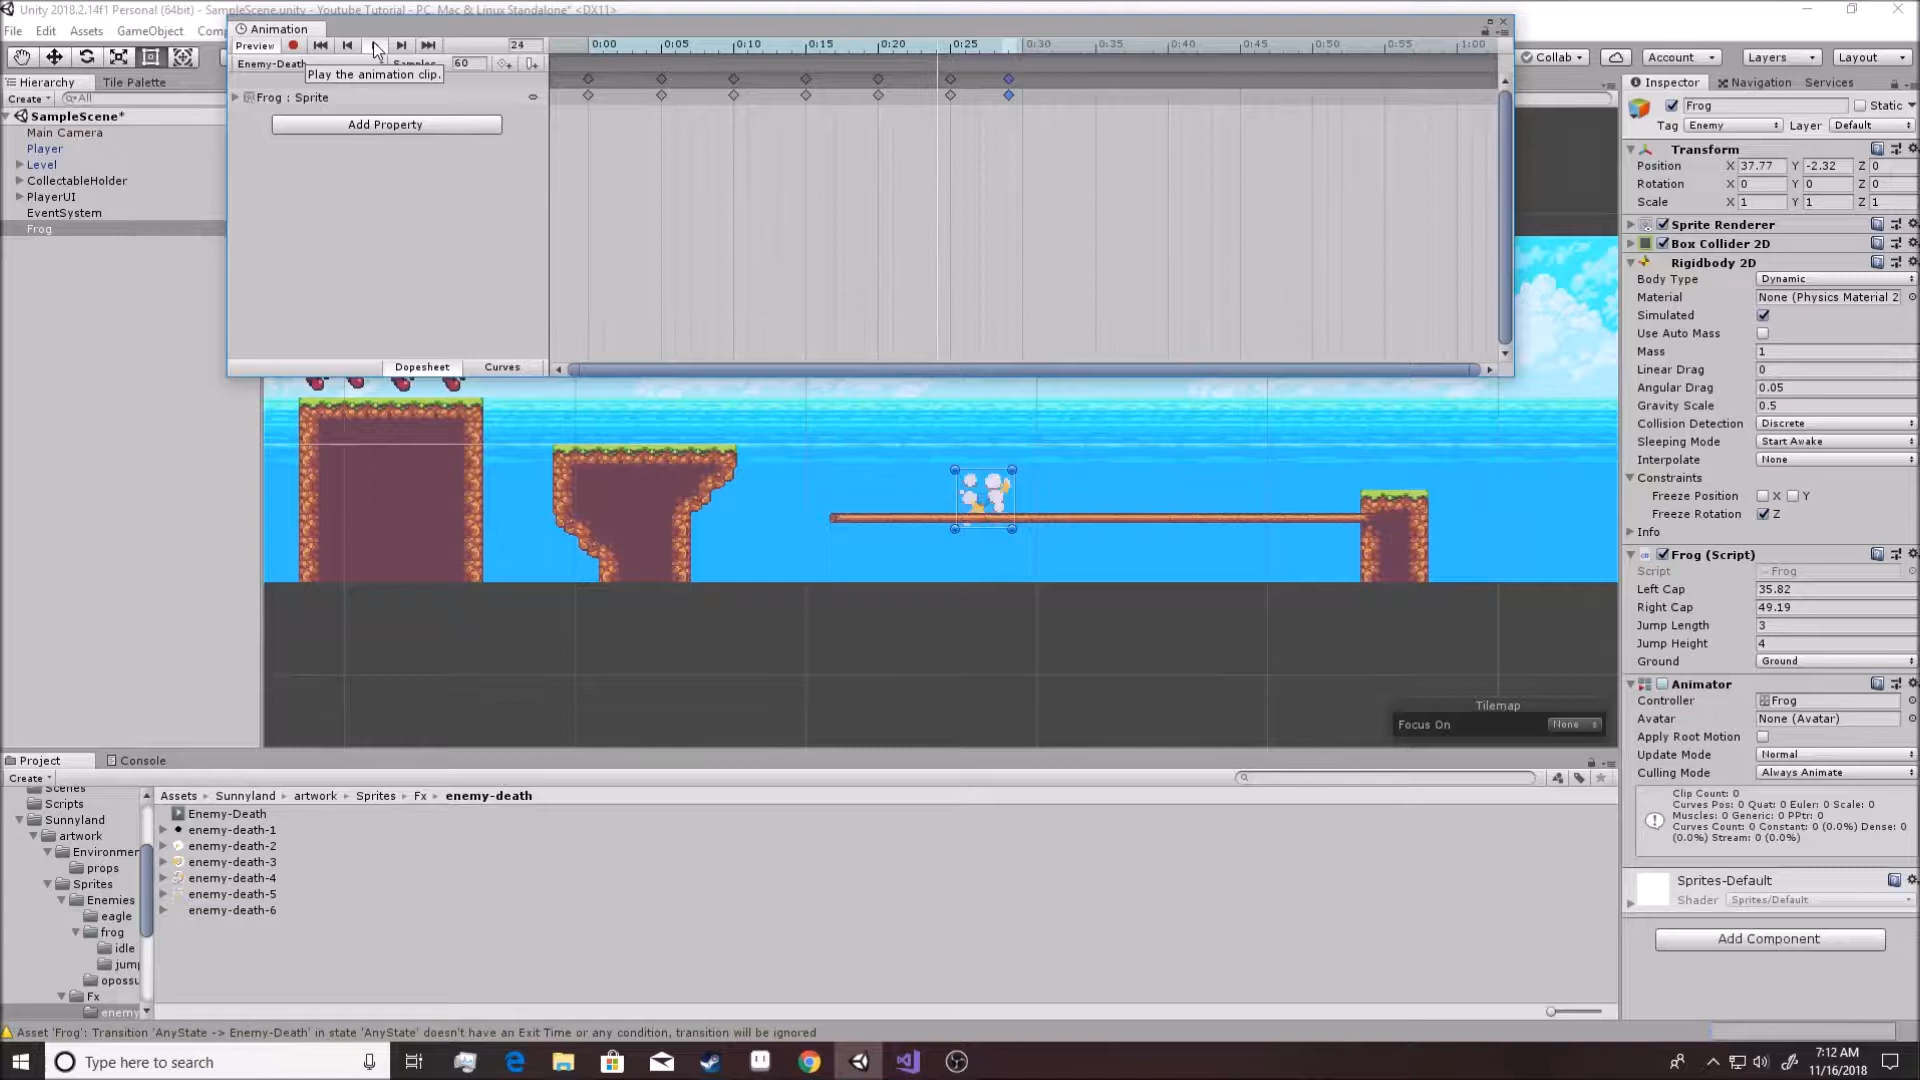 Unity 2018.2.14f1 Personal (64bit) - SampleScene.unity - Youtube Tutorial - PC, Mac & Linux Standalone* <DX11>
File Edit Assets GameObject
Collab Account Layers Layout
Animation
Preview 24
0:00 0:05 0:10 0:15 0:20 0:25 0:30 0:35 0:40 0:45 0:50 0:55 1:00
Enemy-Death Samples 60
Play the animation clip.
Frog : Sprite
Add Property
Dopesheet Curves
Hierarchy Tile Palette
Create All
SampleScene*
Main Camera
Player
Level
CollectableHolder
PlayerUI
EventSystem
Frog
Inspector Navigation Services
Frog Static
Tag Enemy Layer Default
Transform
Position X 37.77 Y -2.32 Z 0
Rotation X 0 Y 0 Z 0
Scale X 1 Y 1 Z 1
Sprite Renderer
Box Collider 2D
Rigidbody 2D
Body Type Dynamic
Material None (Physics Material 2
Simulated
Use Auto Mass
Mass 1
Linear Drag 0
Angular Drag 0.05
Gravity Scale 0.5
Collision Detection Discrete
Sleeping Mode Start Awake
Interpolate None
Constraints
Freeze Position X Y
Freeze Rotation Z
Info
Frog (Script)
Script Frog
Left Cap 35.82
Right Cap 49.19
Jump Length 3
Jump Height 4
Ground Ground
Animator
Controller Frog
Avatar None (Avatar)
Apply Root Motion
Update Mode Normal
Culling Mode Always Animate
Clip Count: 0
Curves Pos: 0 Quat: 0 Euler: 0 Scale: 0
Muscles: 0 Generic: 0 PPtr: 0
Curves Count: 0 Constant: 0 (0.0%) Dense: 0
(0.0%) Stream: 0 (0.0%)
Sprites-Default
Shader Sprites/Default
Add Component
Tilemap
Focus On None
Project Console
Create
Scenes
Scripts
Sunnyland
artwork
Environmen
props
Sprites
Enemies
eagle
frog
idle
jump
opossu
Fx
enemy
Assets Sunnyland artwork Sprites Fx enemy-death
Enemy-Death
enemy-death-1
enemy-death-2
enemy-death-3
enemy-death-4
enemy-death-5
enemy-death-6
Asset 'Frog': Transition 'AnyState -> Enemy-Death' in state 'AnyState' doesn't have an Exit Time or any condition, transition will be ignored
Type here to search
7:12 AM
11/16/2018